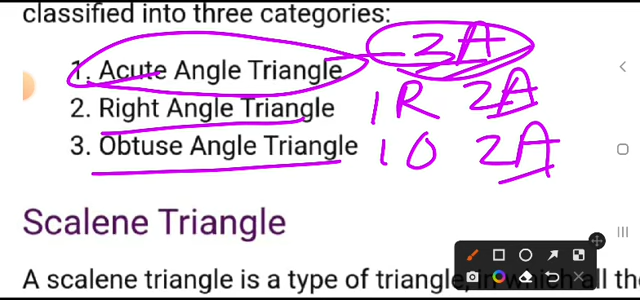 classified into three categories:
1. Acute Angle Triangle - 3A
2. Right Angle Triangle 1R 2A
3. Obtuse Angle Triangle 1O 2A
Scalene Triangle
A scalene triangle is a type of triangle, in which all th